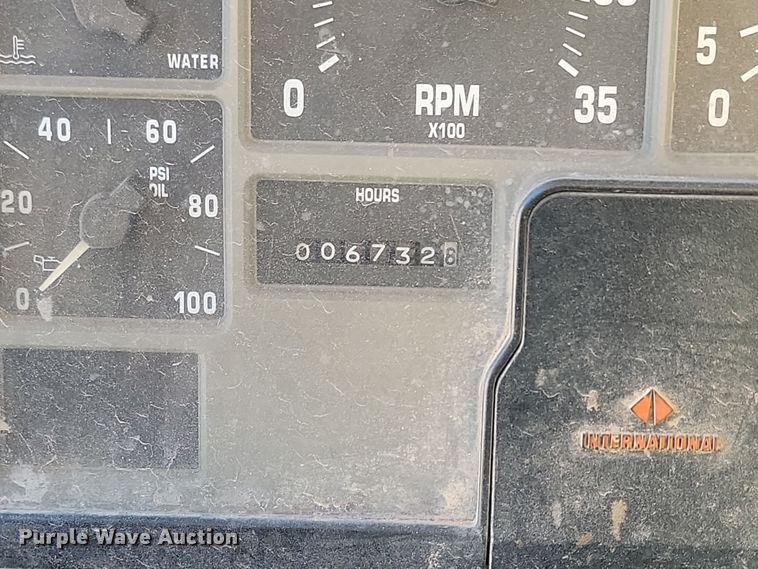 WATER
40 60
PSI
OIL
20
80
0
100
0
RPM
X100
35
5
0
HOURS
0067328
INTERNATIONAL
Purple Wave Auction